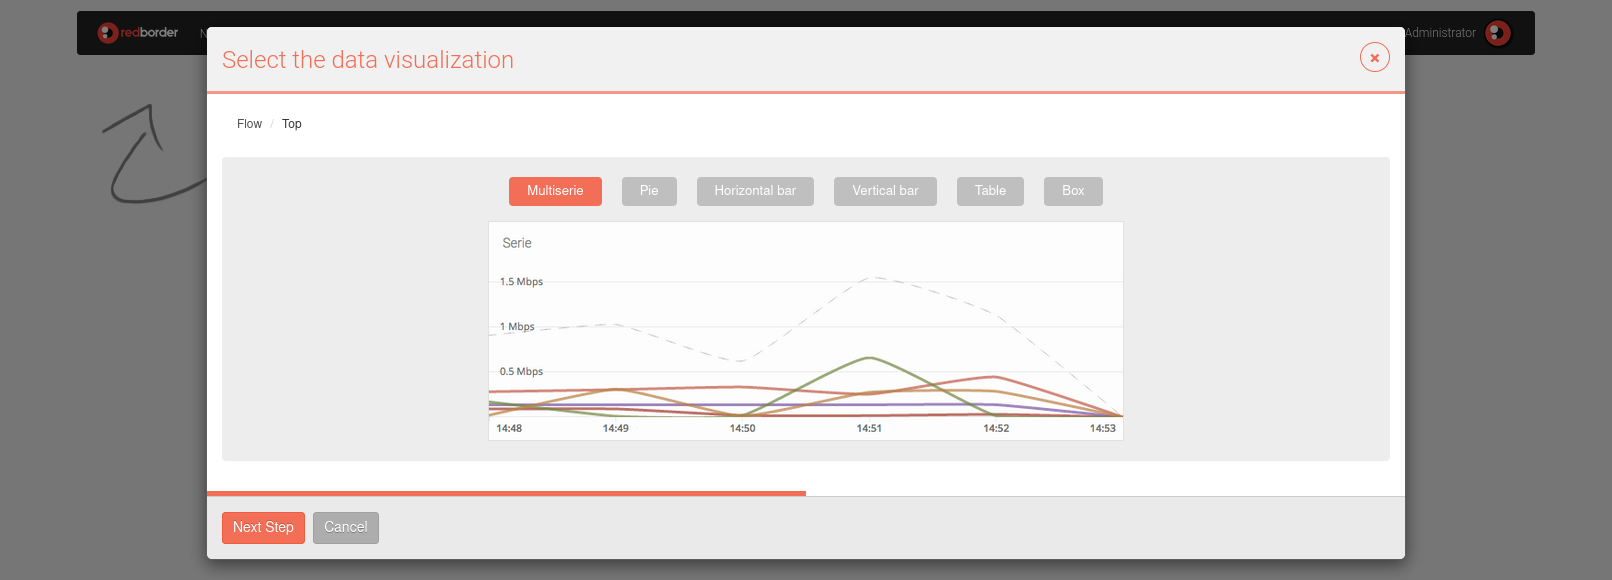 redborder
Administrator
Select the data visualization
Flow / Top
Multiserie Pie Horizontal bar Vertical bar Table Box
Serie
1.5 Mbps
1 Mbps
0.5 Mbps
14:48 14:49 14:50 14:51 14:52 14:53
Next Step Cancel